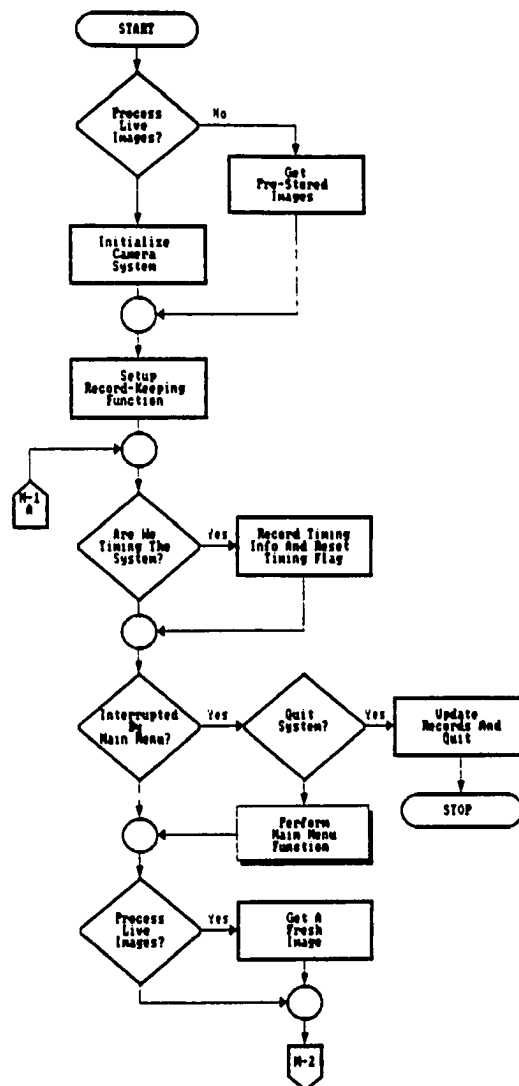 START
Process
Live
Images?
No
Get
Pre-Stored
Images
Initialize
Camera
System
Setup
Record-Keeping
Function
M-1
A
Are We
Timing The
System?
Yes
Record Timing
Info And Reset
Timing Flag
Interrupted
By
Main Menu?
Yes
Quit
System?
Yes
Update
Records And
Quit
STOP
Perform
Main Menu
Function
Process
Live
Images?
Yes
Get A
Fresh
Image
M-2